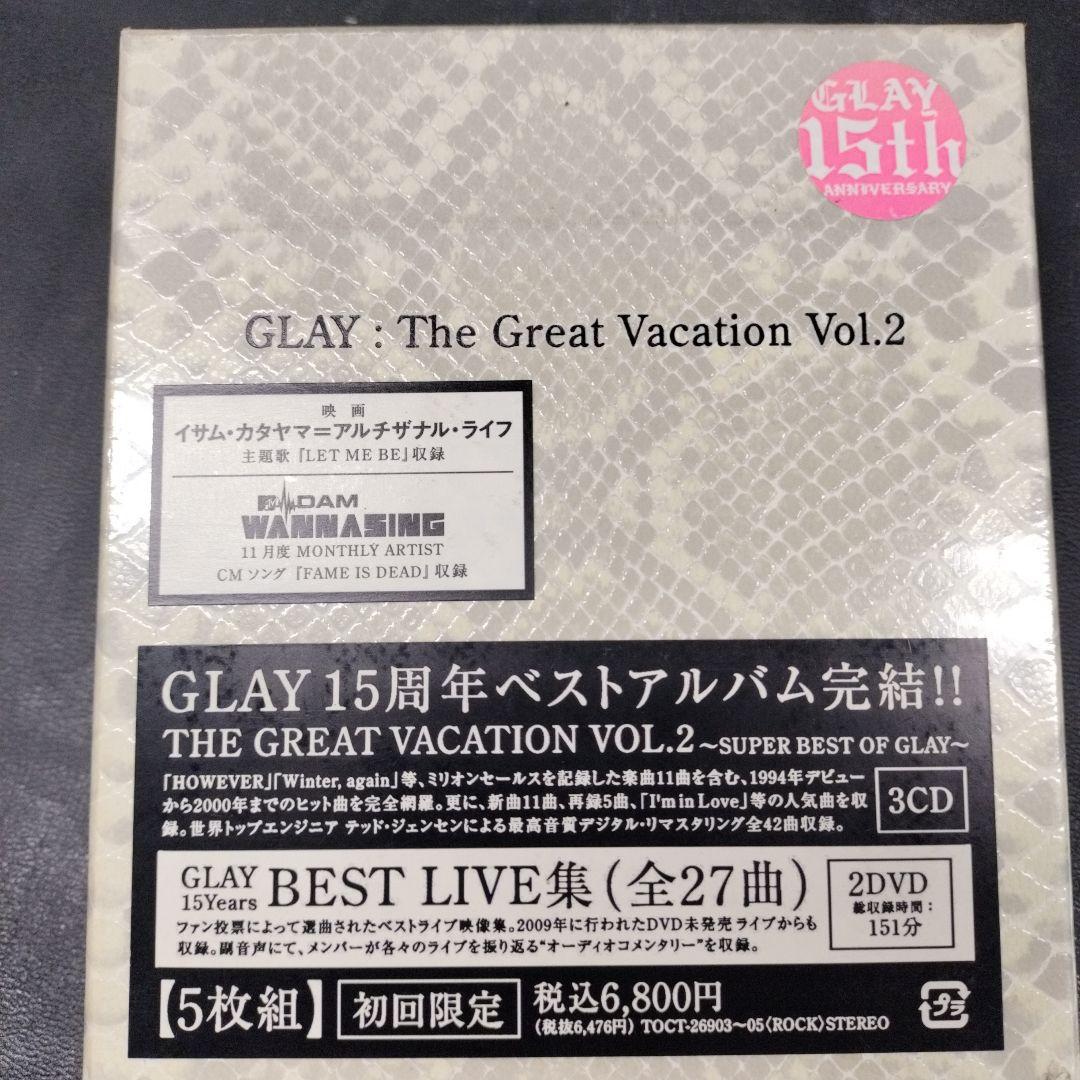 GLAY
15th
ANNIVERSARY
GLAY : The Great Vacation Vol.2
映画
イサム・カタヤマ=アルチザナル・ライフ
主題歌『LET ME BE』収録
MTV DAM
WANNASING
11月度 MONTHLY ARTIST
CMソング『FAME IS DEAD』収録
GLAY 15周年ベストアルバム完結!!
THE GREAT VACATION VOL.2 ~SUPER BEST OF GLAY~
「HOWEVER」「Winter, again」等、ミリオンセールスを記録した楽曲11曲を含む、1994年デビュー
から2000年までのヒット曲を完全網羅。更に、新曲11曲、再録5曲、「I'm in Love」等の人気曲を収
録。世界トップエンジニア テッド・ジェンセンによる最高音質デジタル・リマスタリング全42曲収録。
3CD
GLAY
15Years
BEST LIVE集(全27曲)
ファン投票によって選曲されたベストライブ映像集。2009年に行われたDVD未発売ライブからも
収録。副音声にて、メンバーが各々のライブを振り返る"オーディオコメンタリー"を収録。
2DVD
総収録時間:
151分
【5枚組】
初回限定
税込6,800円
(税抜6,476円) TOCT-26903~05〈ROCK〉STEREO
プラ